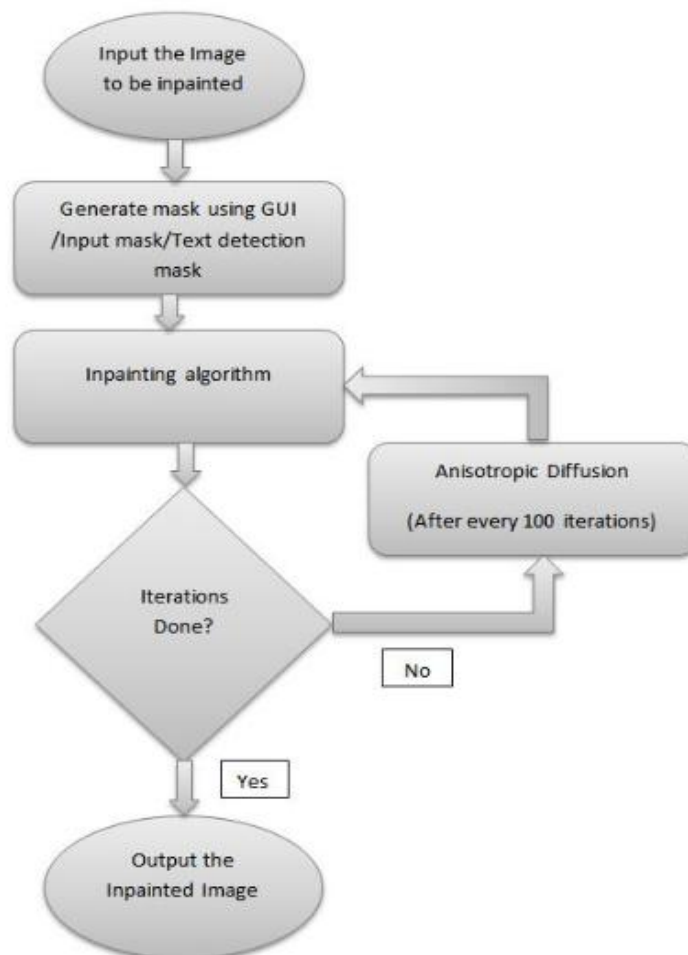 Input the Image
to be inpainted
Generate mask using GUI
/Input mask/Text detection
mask
Inpainting algorithm
Anisotropic Diffusion
(After every 100 iterations)
Iterations
Done?
No
Yes
Output the
Inpainted Image